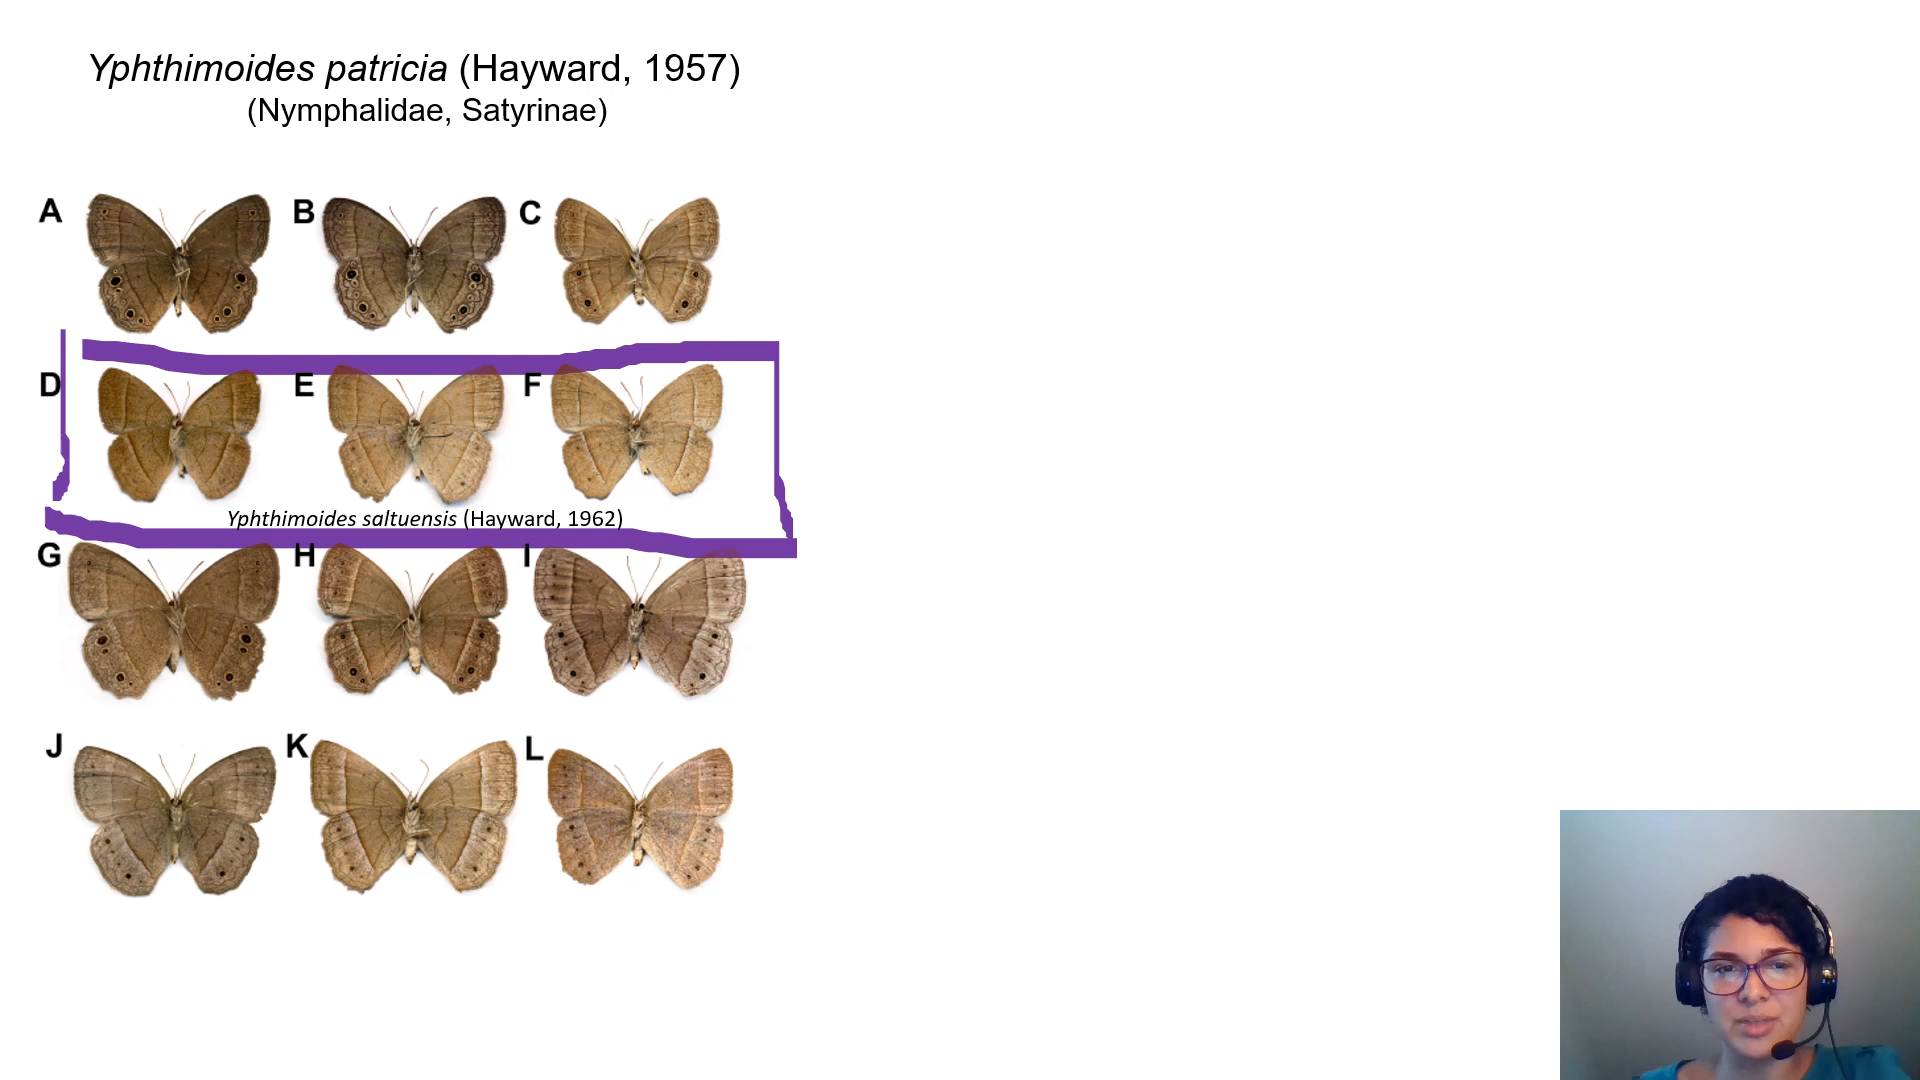 Yphthimoides patricia (Hayward, 1957)
(Nymphalidae, Satyrinae)
A B C
D E F
Yphthimoides saltuensis (Hayward, 1962)
G H I
J K L